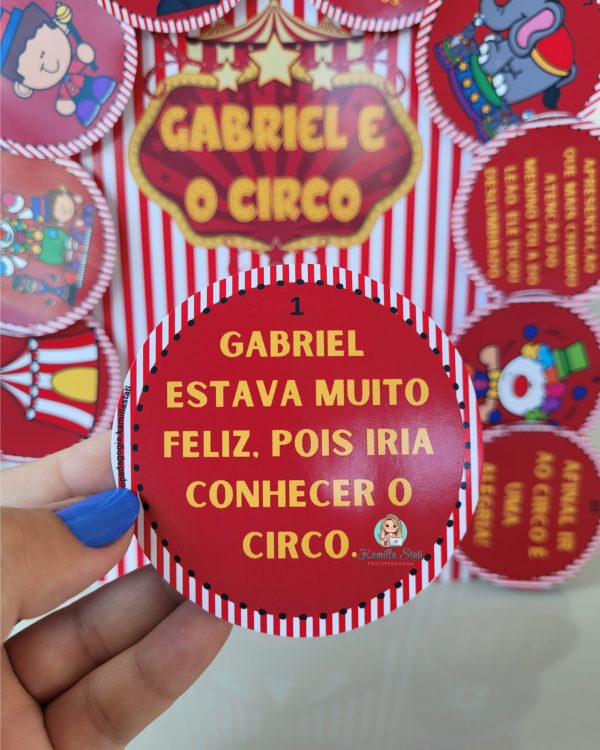 GABRIEL E
O CIRCO
APRESENTAÇÃO
QUE MAIS CHAMOU
ATENÇÃO DO
MENINO FOI A DO
LEÃO ELE FICOU
DESLUMBRADO
1
GABRIEL
ESTAVA MUITO
FELIZ, POIS IRIA
CONHECER O
CIRCO.
Kamilla Stati
PSICOPEDAGOGA
AFINAL, IR
AO CIRCO É
UMA
ALEGRIA!